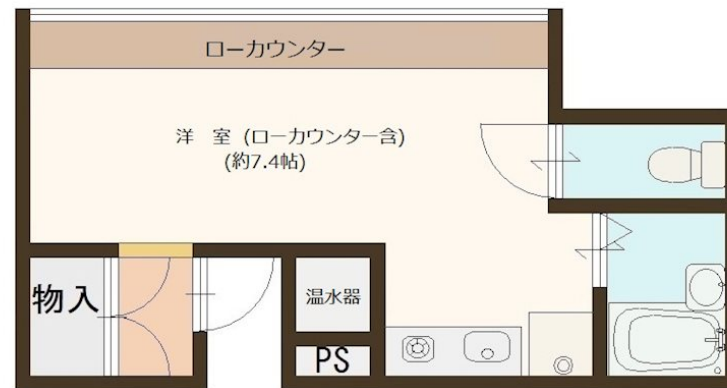 ローカウンター
洋 室 (ローカウンター含)
(約7.4帖)
物入
温水器
PS